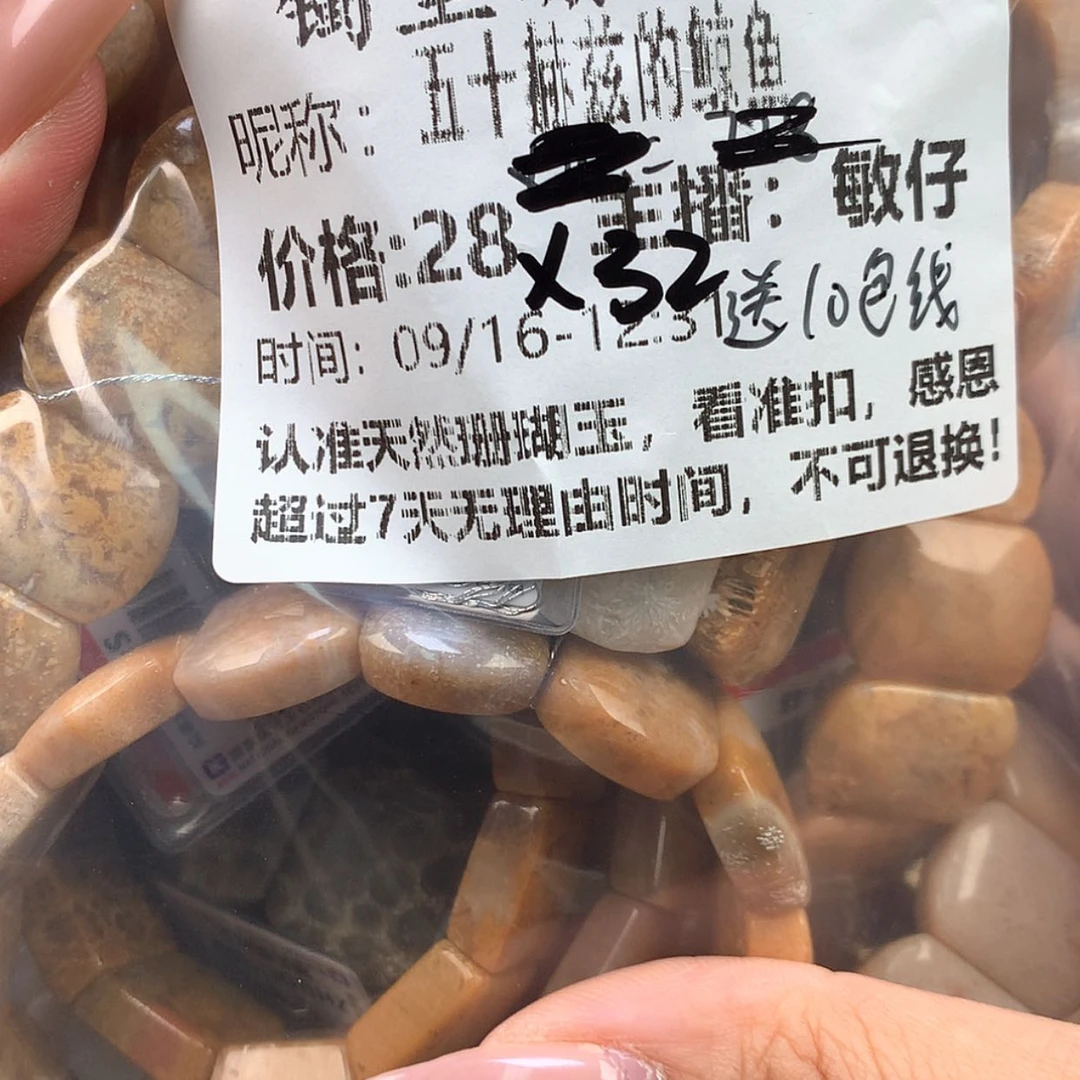 五十赫兹的鲸鱼
昵称：
价格:28 x32 主播：敏仔
时间: 09/16-12:31 送10包线
认准天然珊瑚玉，看准扣，感恩
超过7天无理由时间，不可退换!